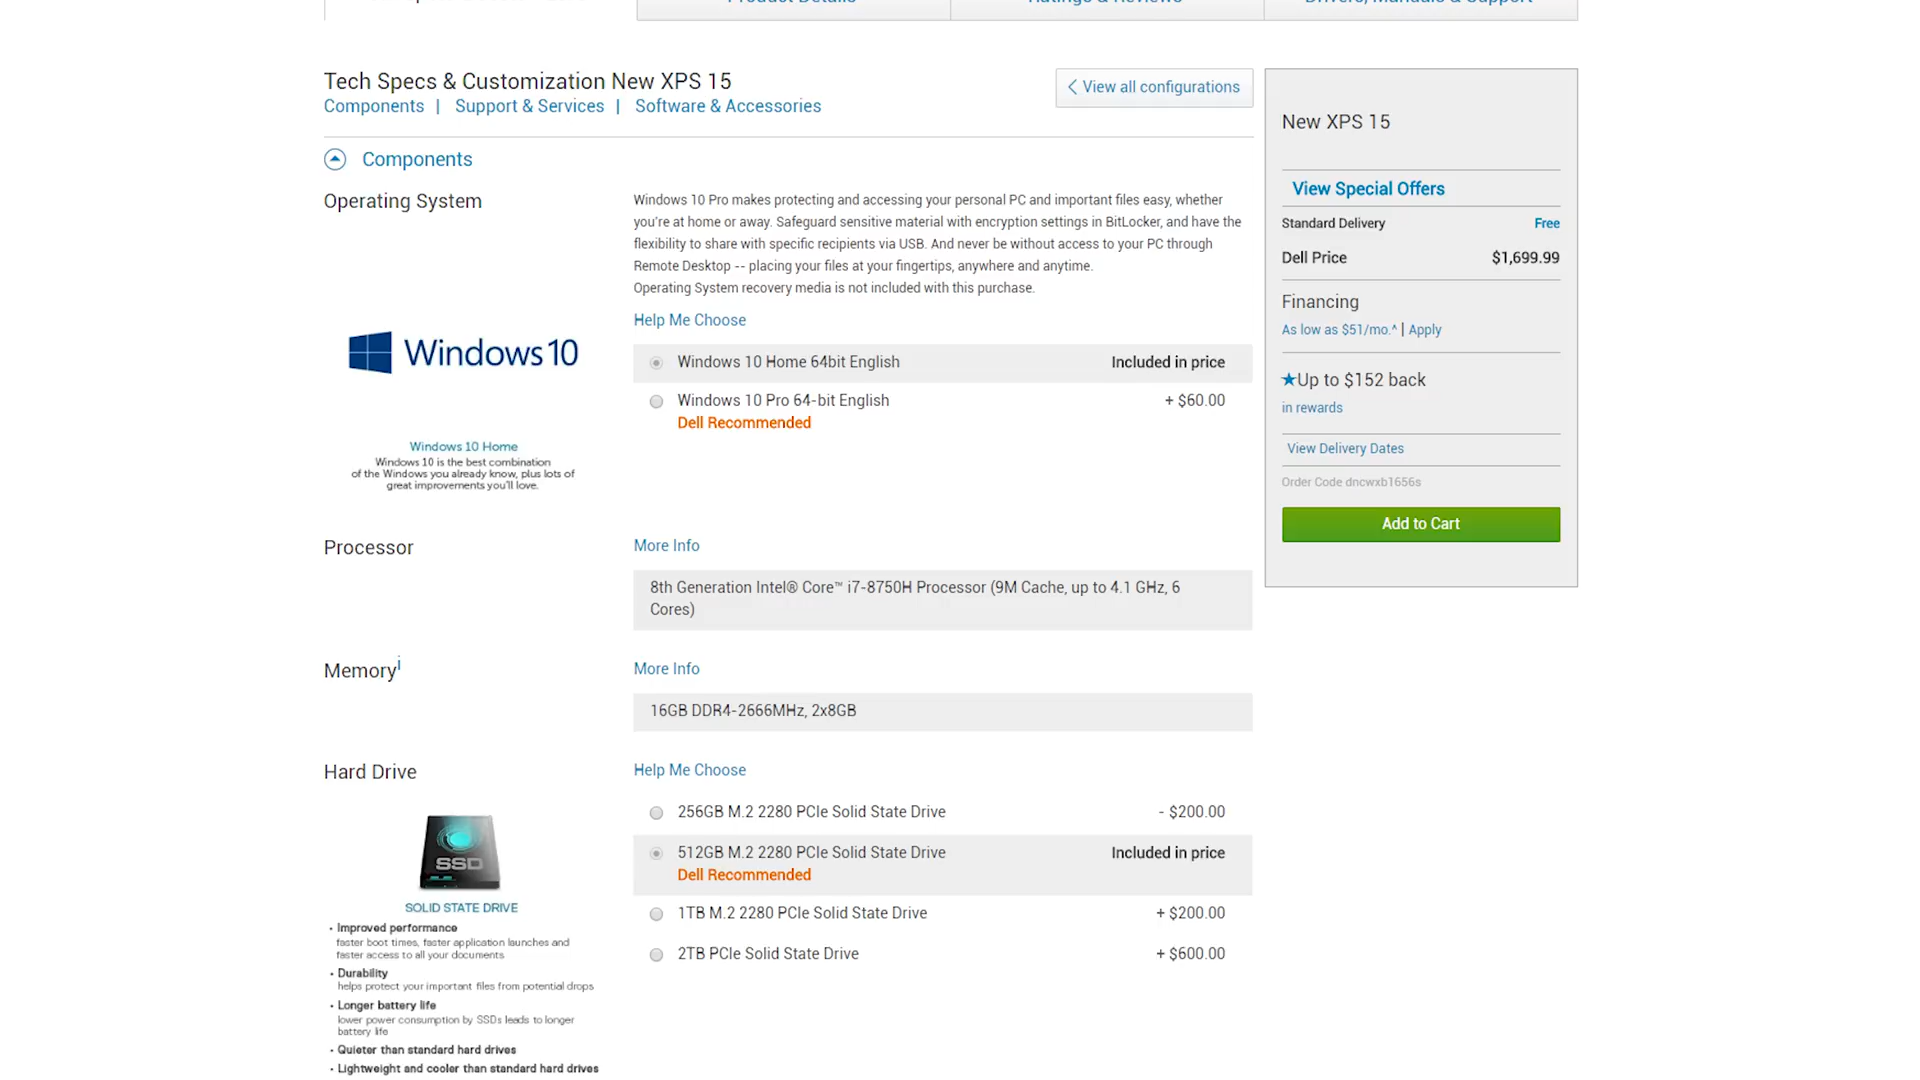 Product Details
Ratings & Reviews
Drivers, Manuals & Support
Tech Specs & Customization New XPS 15
Components | Support & Services | Software & Accessories
View all configurations
Components
Operating System
Windows 10 Pro makes protecting and accessing your personal PC and important files easy, whether
you're at home or away. Safeguard sensitive material with encryption settings in BitLocker, and have the
flexibility to share with specific recipients via USB. And never be without access to your PC through
Remote Desktop -- placing your files at your fingertips, anywhere and anytime.
Operating System recovery media is not included with this purchase.
Help Me Choose
Windows 10
Windows 10 Home
Windows 10 is the best combination
of the Windows you already know, plus lots of
great improvements you'll love.
Windows 10 Home 64bit English Included in price
Windows 10 Pro 64-bit English + $60.00
Dell Recommended
Processor
More Info
8th Generation Intel® Core™ i7-8750H Processor (9M Cache, up to 4.1 GHz, 6
Cores)
Memory i
More Info
16GB DDR4-2666MHz, 2x8GB
Hard Drive
Help Me Choose
256GB M.2 2280 PCIe Solid State Drive - $200.00
512GB M.2 2280 PCIe Solid State Drive Included in price
Dell Recommended
1TB M.2 2280 PCIe Solid State Drive + $200.00
2TB PCIe Solid State Drive + $600.00
SSD
SOLID STATE DRIVE
• Improved performance
faster boot times, faster application launches and
faster access to all your documents
• Durability
helps protect your important files from potential drops
• Longer battery life
lower power consumption by SSDs leads to longer
battery life
• Quieter than standard hard drives
• Lightweight and cooler than standard hard drives
New XPS 15
View Special Offers
Standard Delivery Free
Dell Price $1,699.99
Financing
As low as $51/mo.^ | Apply
★Up to $152 back
in rewards
View Delivery Dates
Order Code dncwxb1656s
Add to Cart